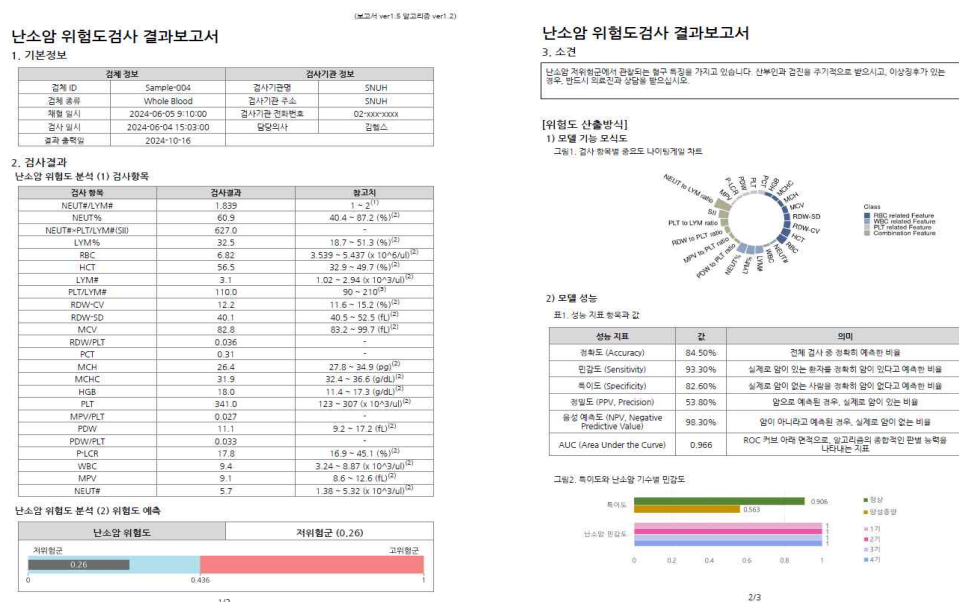 (보고서 ver1.5 알고리즘 ver1.2)
난소암 위험도검사 결과보고서
1. 기본정보
검체 정보 검사기관 정보
검체 ID Sample-004 검사기관명 SNUH
검체 종류 Whole Blood 검사기관 주소 SNUH
채혈 일시 2024-06-05 9:10:00 검사기관 전화번호 02-xxx-xxxx
검사 일시 2024-06-04 15:03:00 담당의사 김헬스
결과 출력일 2024-10-16
2. 검사결과
난소암 위험도 분석 (1) 검사항목
검사 항목 검사결과 참고치
NEUT#/LYM# 1.839 1 ~ 2(1)
NEUT% 60.9 40.4 ~ 87.2 (%)(2)
NEUT#>PLT/LYM#(SII) 627.0 -
LYM% 32.5 18.7 ~ 51.3 (%)(2)
RBC 6.82 3.539 ~ 5.437 (x 10^6/ul)(2)
HCT 56.5 32.9 ~ 49.7 (%)(2)
LYM# 3.1 1.02 ~ 2.94 (x 10^3/ul)(2)
PLT/LYM# 110.0 90 ~ 210(3)
RDW-CV 12.2 11.6 ~ 15.2 (%)(2)
RDW-SD 40.1 40.5 ~ 52.5 (fL)(2)
MCV 82.8 83.2 ~ 99.7 (fL)(2)
RDW/PLT 0.036 -
PCT 0.31 -
MCH 26.4 27.8 ~ 34.9 (pg)(2)
MCHC 31.9 32.4 ~ 36.6 (g/dL)(2)
HGB 18.0 11.4 ~ 17.3 (g/dL)(2)
PLT 341.0 123 ~ 307 (x 10^3/ul)(2)
MPV/PLT 0.027 -
PDW 11.1 9.2 ~ 17.2 (fL)(2)
PDW/PLT 0.033 -
P-LCR 17.8 16.9 ~ 45.1 (%)(2)
WBC 9.4 3.24 ~ 8.87 (x 10^3/ul)(2)
MPV 9.1 8.6 ~ 12.6 (fL)(2)
NEUT# 5.7 1.38 ~ 5.32 (x 10^3/ul)(2)
난소암 위험도 분석 (2) 위험도 예측
난소암 위험도 저위험군 (0.26)
저위험군 고위험군
0.26
0 0.436 1
1/3
난소암 위험도검사 결과보고서
3. 소견
난소암 저위험군에서 관찰되는 혈구 특징을 가지고 있습니다. 산부인과 검진을 주기적으로 받으시고, 이상징후가 있는
경우, 반드시 의료진과 상담을 받으십시오.
[위험도 산출방식]
1) 모델 기능 모식도
그림1. 검사 항목별 중요도 나이팅게일 차트
NEUT to LYM ratio
SII
PLT to LYM ratio
RDW to PLT ratio
MPV to PLT ratio
PDW to PLT ratio
MPV
P-LCR
PDW
PLT
PCT
HGB
MCHC
MCH
MCV
RDW-SD
RDW-CV
HCT
RBC
NEUT#
WBC
LYM#
LYM%
NEUT%
Class
RBC related Feature
WBC related Feature
PLT related Feature
Combination Feature
2) 모델 성능
표1. 성능 지표 항목과 값
성능 지표 값 의미
정확도 (Accuracy) 84.50% 전체 검사 중 정확히 예측한 비율
민감도 (Sensitivity) 93.30% 실제로 암이 있는 환자를 정확히 암이 있다고 예측한 비율
특이도 (Specificity) 82.60% 실제로 암이 없는 사람을 정확히 암이 없다고 예측한 비율
정밀도 (PPV, Precision) 53.80% 암으로 예측된 경우, 실제로 암이 있는 비율
음성 예측도 (NPV, Negative
Predictive Value) 98.30% 암이 아니라고 예측된 경우, 실제로 암이 없는 비율
AUC (Area Under the Curve) 0.966 ROC 커브 아래 면적으로, 알고리즘의 종합적인 판별 능력을
나타내는 지표
그림2. 특이도와 난소암 기수별 민감도
특이도 0.906
0.563
난소암 민감도 1
1
1
1
0 0.2 0.4 0.6 0.8 1
정상
양성종양
1기
2기
3기
4기
2/3